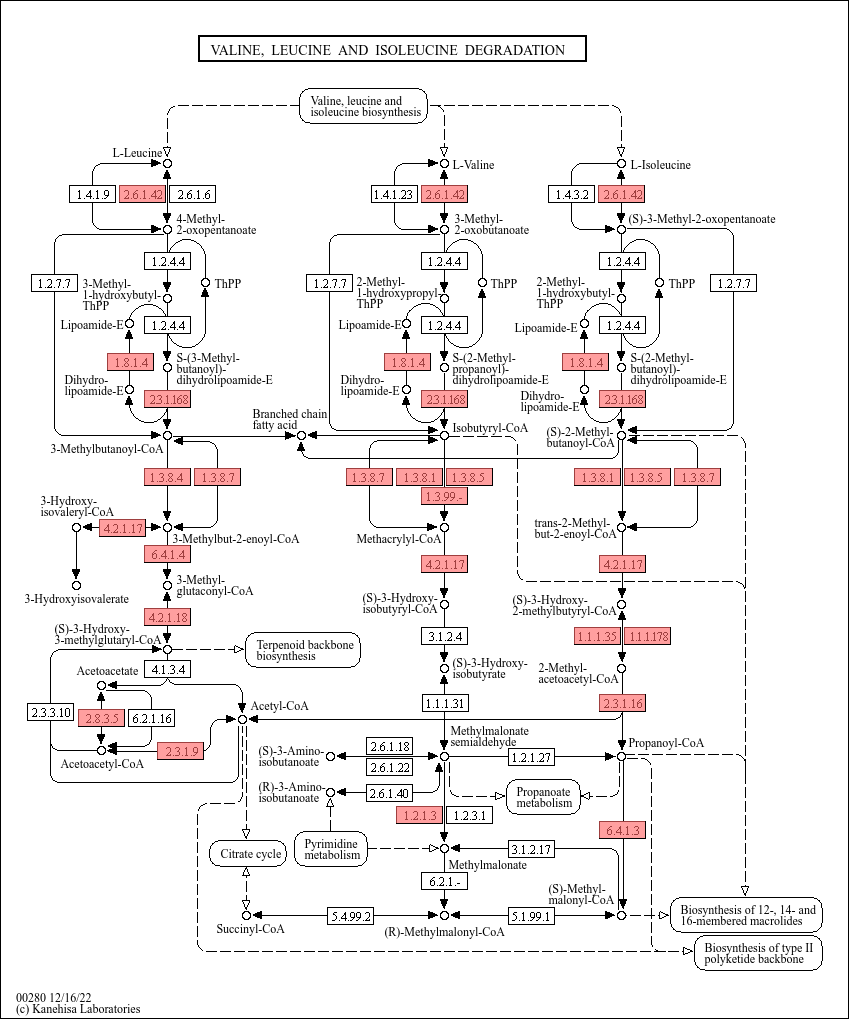 VALINE, LEUCINE AND ISOLEUCINE DEGRADATION
Valine, leucine and
isoleucine biosynthesis
L-Leucine
L-Valine
L-Isoleucine
1.4.1.9
2.6.1.42
2.6.1.6
1.4.1.23
2.6.1.42
1.4.3.2
2.6.1.42
4-Methyl-
2-oxopentanoate
3-Methyl-
2-oxobutanoate
(S)-3-Methyl-2-oxopentanoate
1.2.4.4
1.2.4.4
1.2.4.4
1.2.7.7
3-Methyl-
1-hydroxybutyl-
ThPP
ThPP
1.2.7.7
2-Methyl-
1-hydroxypropyl-
ThPP
ThPP
2-Methyl-
1-hydroxybutyl-
ThPP
ThPP
1.2.7.7
Lipoamide-E
1.2.4.4
Lipoamide-E
1.2.4.4
Lipoamide-E
1.2.4.4
1.8.1.4
S-(3-Methyl-
butanoyl)-
dihydrolipoamide-E
1.8.1.4
S-(2-Methyl-
propanoyl)-
dihydrolipoamide-E
1.8.1.4
S-(2-Methyl-
butanoyl)-
dihydrolipoamide-E
Dihydro-
lipoamide-E
2.3.1.168
Dihydro-
lipoamide-E
2.3.1.168
Dihydro-
lipoamide-E
2.3.1.168
3-Methylbutanoyl-CoA
Branched chain
fatty acid
Isobutyryl-CoA
(S)-2-Methyl-
butanoyl-CoA
1.3.8.4
1.3.8.7
1.3.8.7
1.3.8.1
1.3.8.5
1.3.99.-
1.3.8.1
1.3.8.5
1.3.8.7
3-Hydroxy-
isovaleryl-CoA
4.2.1.17
3-Methylbut-2-enoyl-CoA
Methacrylyl-CoA
trans-2-Methyl-
but-2-enoyl-CoA
6.4.1.4
4.2.1.17
4.2.1.17
3-Hydroxyisovalerate
3-Methyl-
glutaconyl-CoA
(S)-3-Hydroxy-
isobutyryl-CoA
(S)-3-Hydroxy-
2-methylbutyryl-CoA
4.2.1.18
(S)-3-Hydroxy-
3-methylglutaryl-CoA
3.1.2.4
1.1.1.35
1.1.1.178
Terpenoid backbone
biosynthesis
Acetoacetate
4.1.3.4
(S)-3-Hydroxy-
isobutyrate
2-Methyl-
acetoacetyl-CoA
2.3.3.10
2.8.3.5
6.2.1.16
Acetyl-CoA
1.1.1.31
2.3.1.16
Acetoacetyl-CoA
2.3.1.9
Methylmalonate
semialdehyde
Propanoyl-CoA
(S)-3-Amino-
isobutanoate
2.6.1.18
2.6.1.22
1.2.1.27
(R)-3-Amino-
isobutanoate
2.6.1.40
Propanoate
metabolism
1.2.1.3
1.2.3.1
6.4.1.3
Citrate cycle
Pyrimidine
metabolism
3.1.2.17
Methylmalonate
6.2.1.-
(S)-Methyl-
malonyl-CoA
Succinyl-CoA
5.4.99.2
(R)-Methylmalonyl-CoA
5.1.99.1
Biosynthesis of 12-, 14- and
16-membered macrolides
Biosynthesis of type II
polyketide backbone
00280 12/16/22
(c) Kanehisa Laboratories